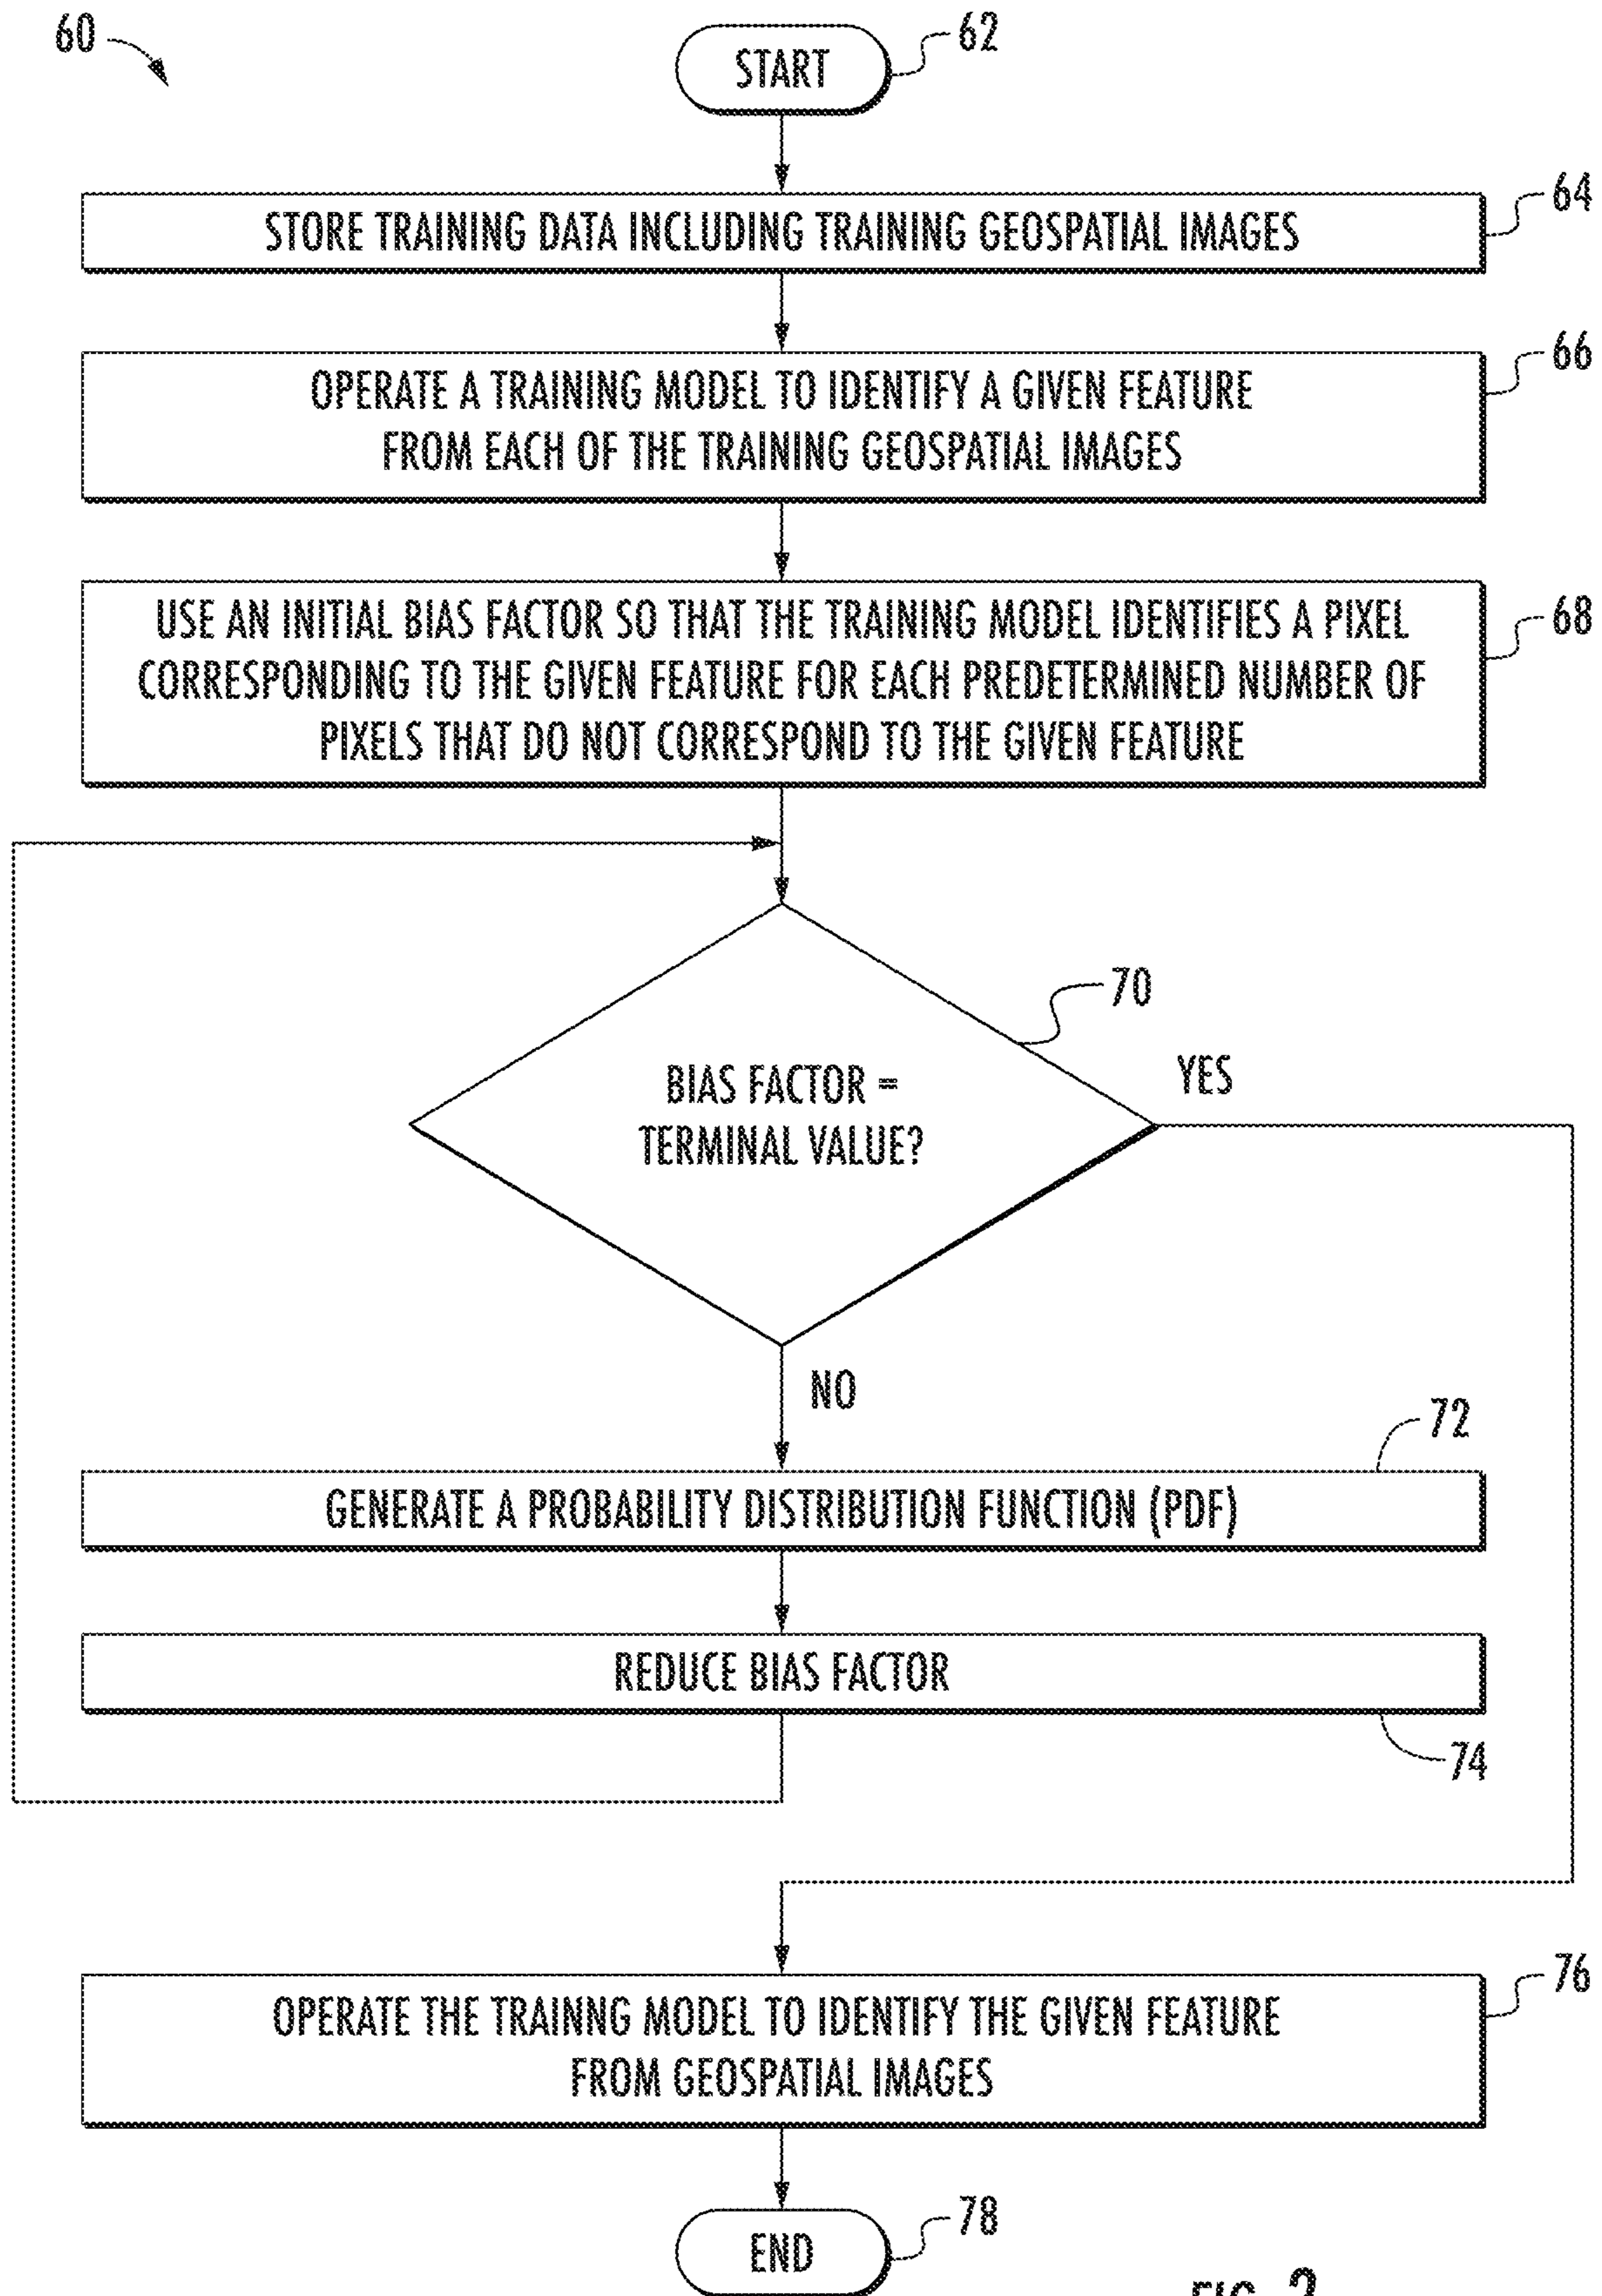 60
START
62
STORE TRAINING DATA INCLUDING TRAINING GEOSPATIAL IMAGES
64
OPERATE A TRAINING MODEL TO IDENTIFY A GIVEN FEATURE
FROM EACH OF THE TRAINING GEOSPATIAL IMAGES
66
USE AN INITIAL BIAS FACTOR SO THAT THE TRAINING MODEL IDENTIFIES A PIXEL
CORRESPONDING TO THE GIVEN FEATURE FOR EACH PREDETERMINED NUMBER OF
PIXELS THAT DO NOT CORRESPOND TO THE GIVEN FEATURE
68
70
BIAS FACTOR =
TERMINAL VALUE?
YES
NO
72
GENERATE A PROBABILITY DISTRIBUTION FUNCTION (PDF)
REDUCE BIAS FACTOR
74
OPERATE THE TRAINNG MODEL TO IDENTIFY THE GIVEN FEATURE
FROM GEOSPATIAL IMAGES
76
END
78